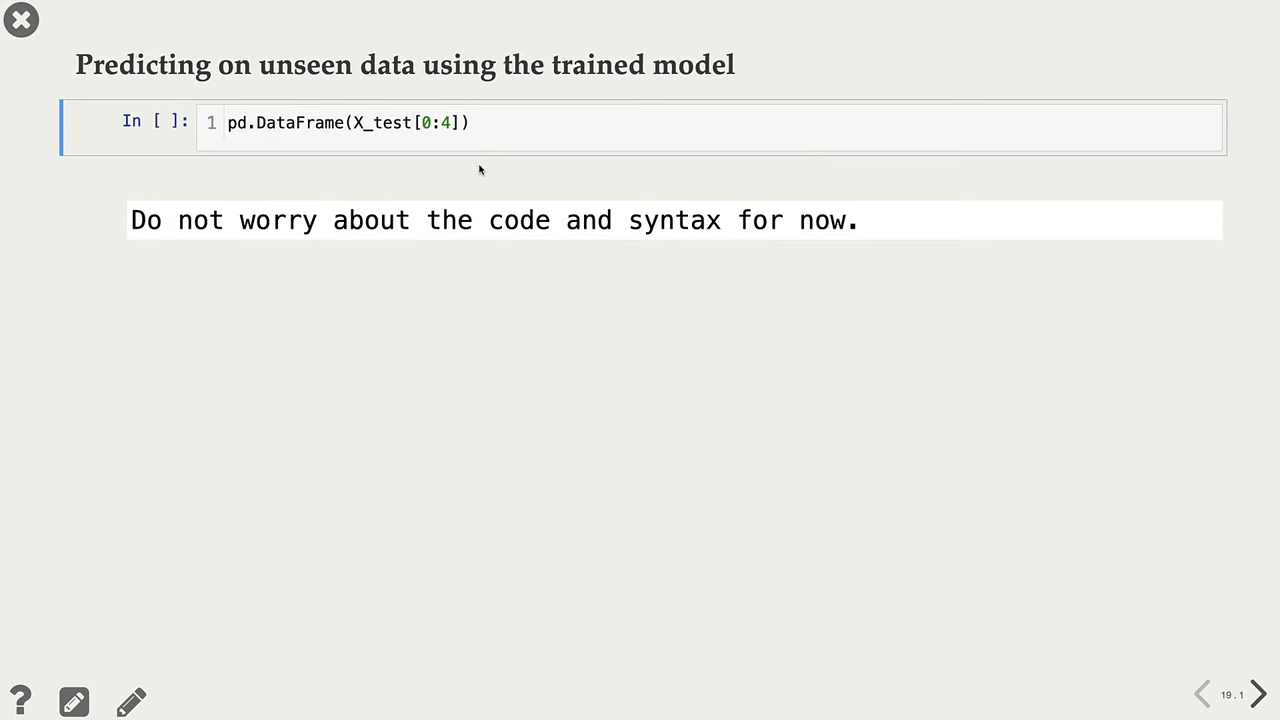 Predicting on unseen data using the trained model
In [ ]: 1 pd.DataFrame(X_test[0:4])
Do not worry about the code and syntax for now.
? 19.1